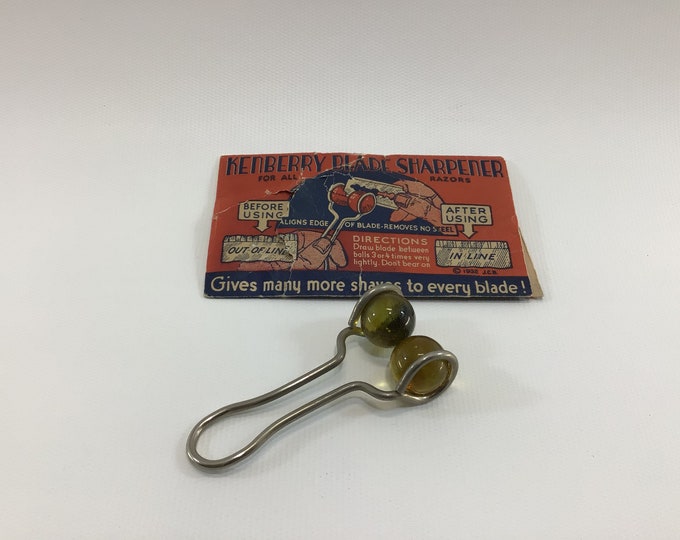 KENBERRY BLADE SHARPENER
FOR ALL RAZORS
BEFORE USING
AFTER USING
ALIGNS EDGE OF BLADE-REMOVES NO STEEL
OUT OF LINE
DIRECTIONS
Draw blade between
balls 3 or 4 times very
lightly. Don't bear on
IN LINE
© 1932 J.C.B.
Gives many more shaves to every blade!